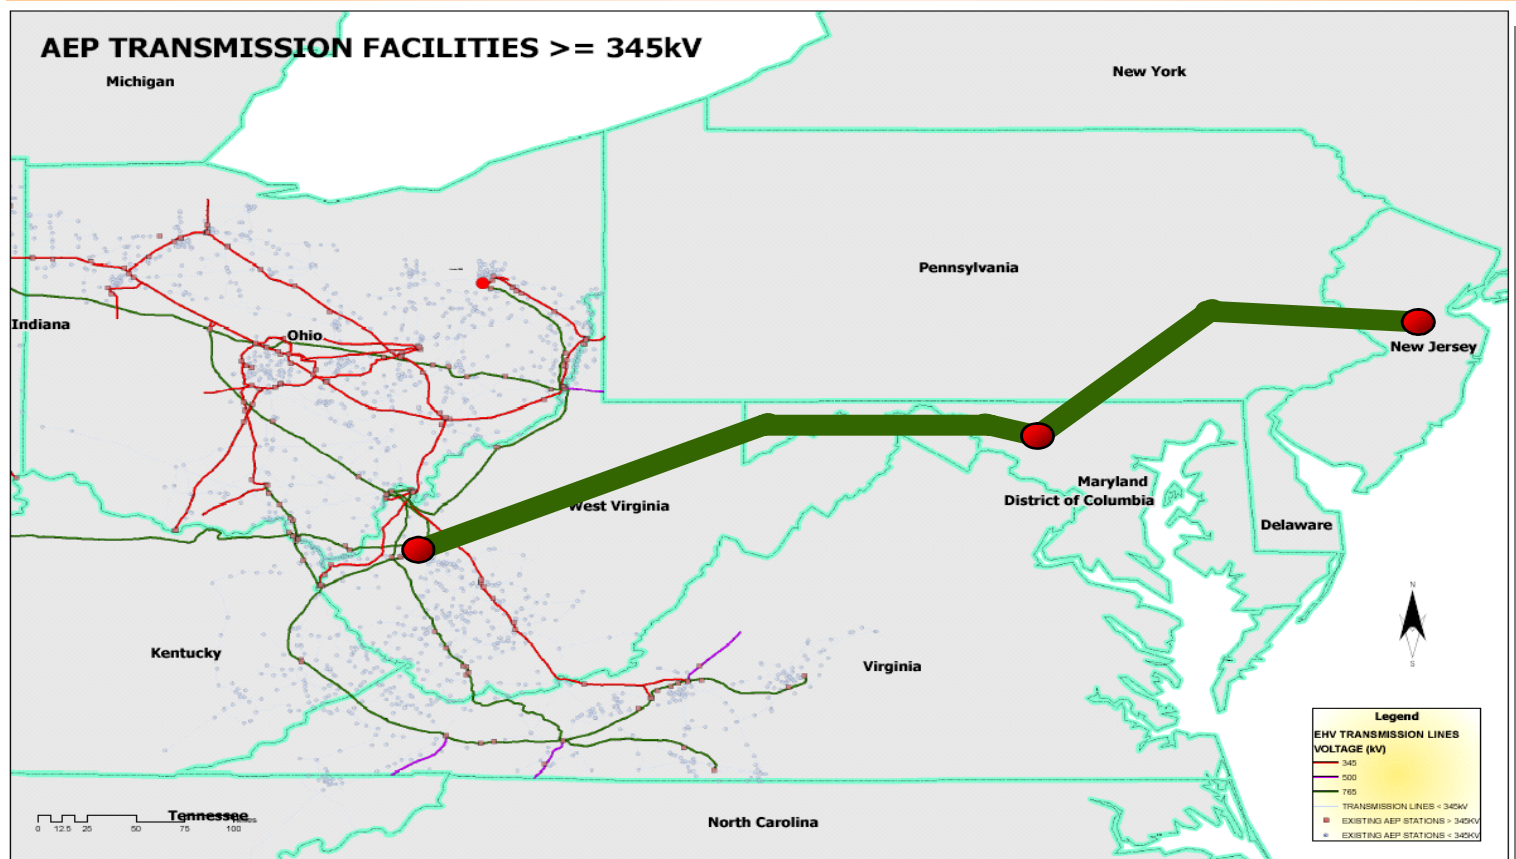 AEP TRANSMISSION FACILITIES >= 345kV
Michigan
New York
Pennsylvania
Indiana
Ohio
New Jersey
Maryland
District of Columbia
West Virginia
Delaware
Kentucky
Virginia
N
S
Tennessee
North Carolina
0 12.5 25 50 75 100
Legend
EHV TRANSMISSION LINES
VOLTAGE (kV)
345
500
765
TRANSMISSION LINES < 345kV
EXISTING AEP STATIONS > 345KV
EXISTING AEP STATIONS < 345KV